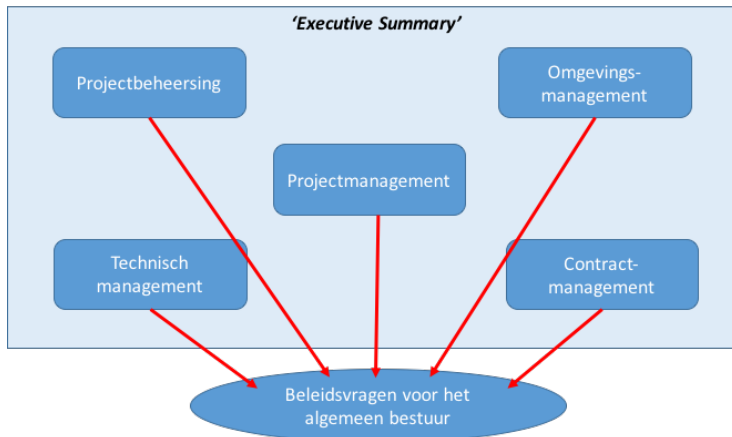 ‘Executive Summary’
Projectbeheersing
Omgevings-
management
Projectmanagement
Technisch
management
Contract-
management
Beleidsvragen voor het
algemeen bestuur